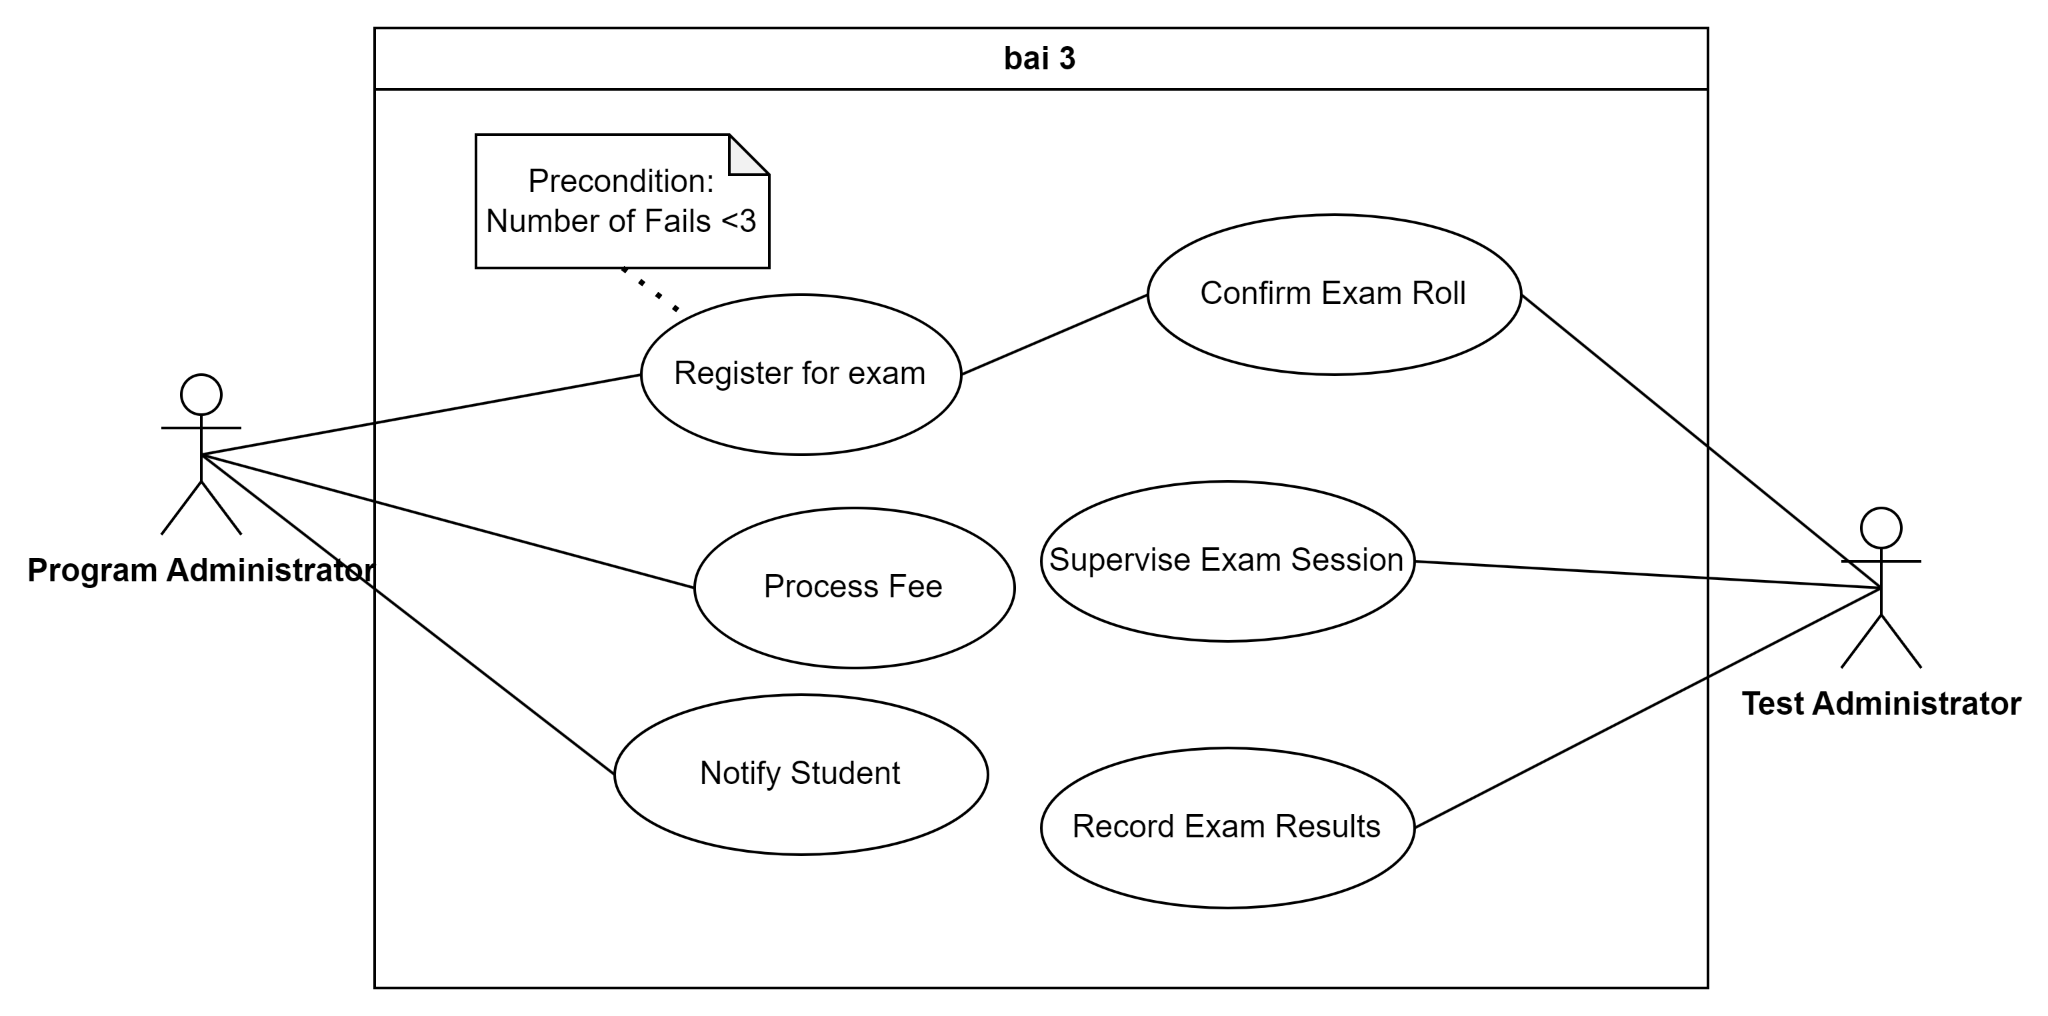 bai 3
Precondition:
Number of Fails <3
Confirm Exam Roll
Register for exam
Program Administrator
Process Fee
Supervise Exam Session
Test Administrator
Notify Student
Record Exam Results